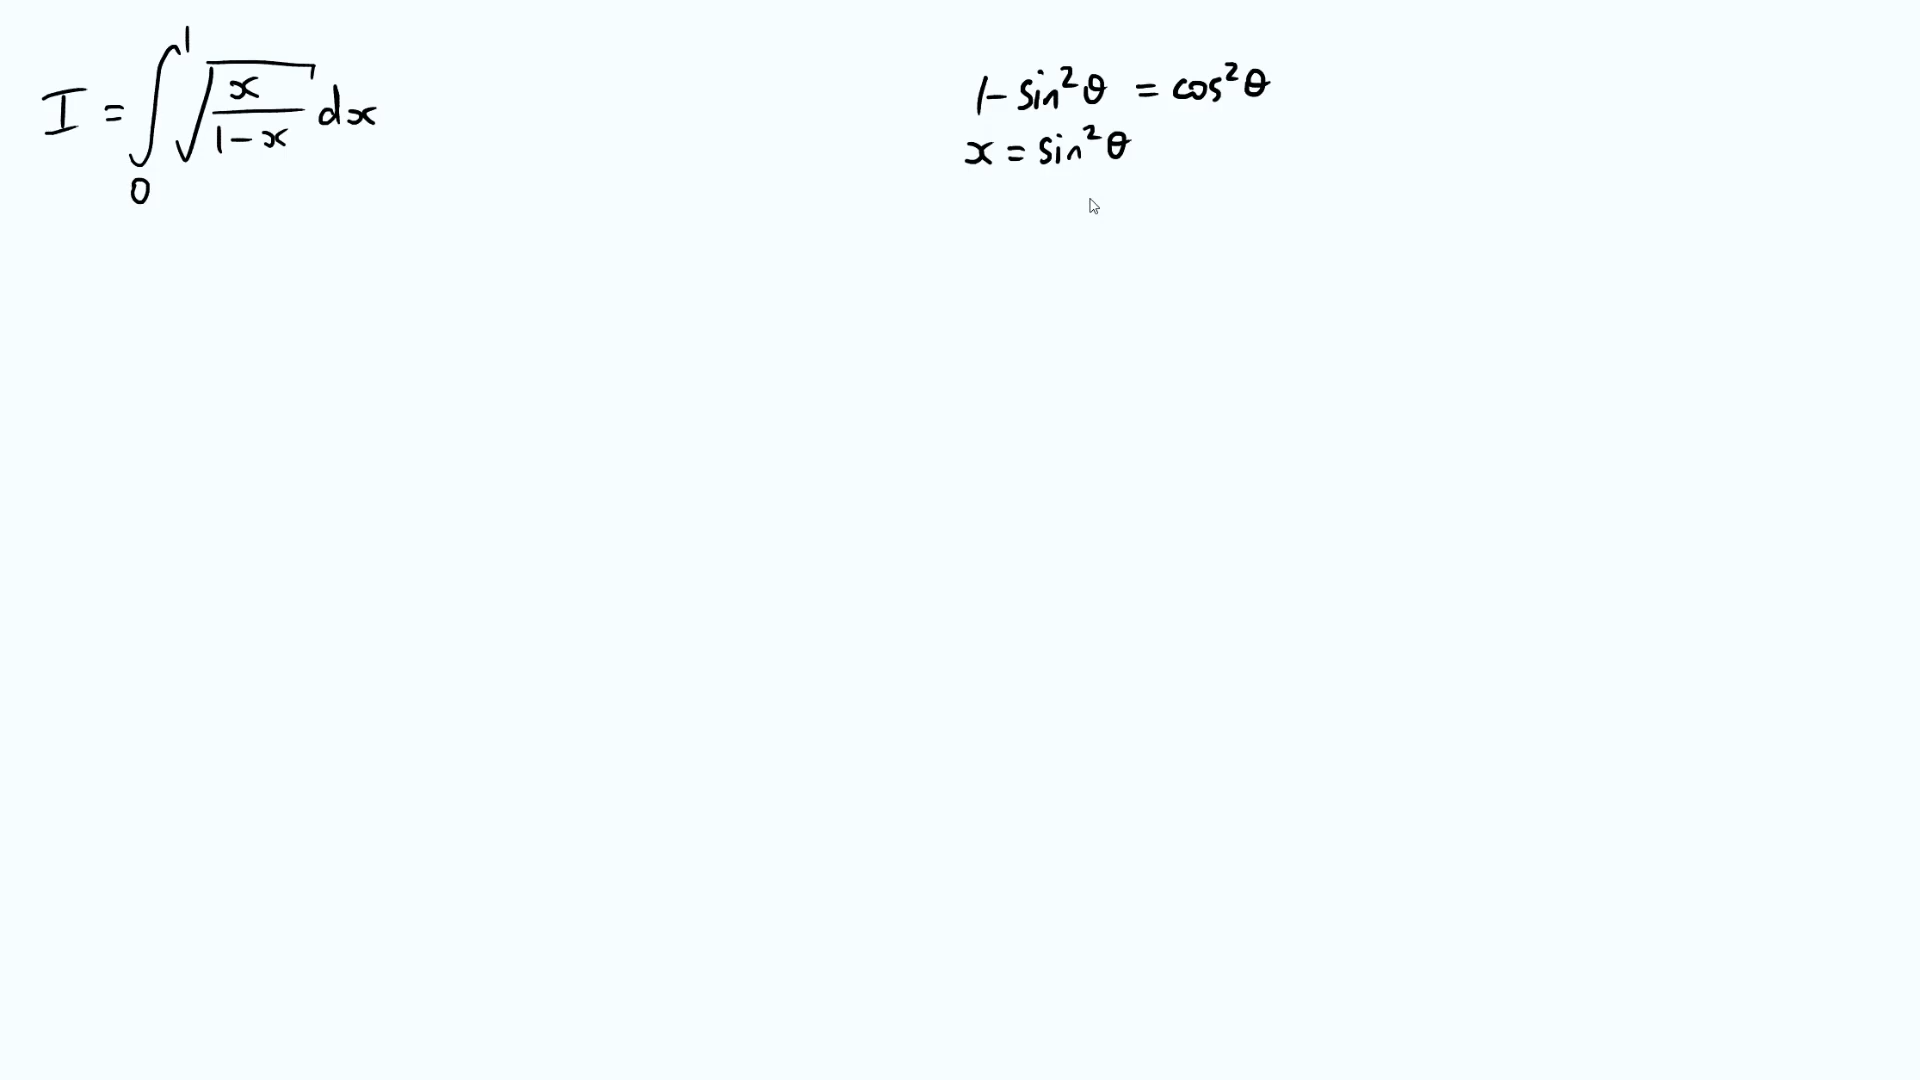 I = ∫₀¹ √(x/(1-x)) dx
1 - sin²θ = cos²θ
x = sin²θ